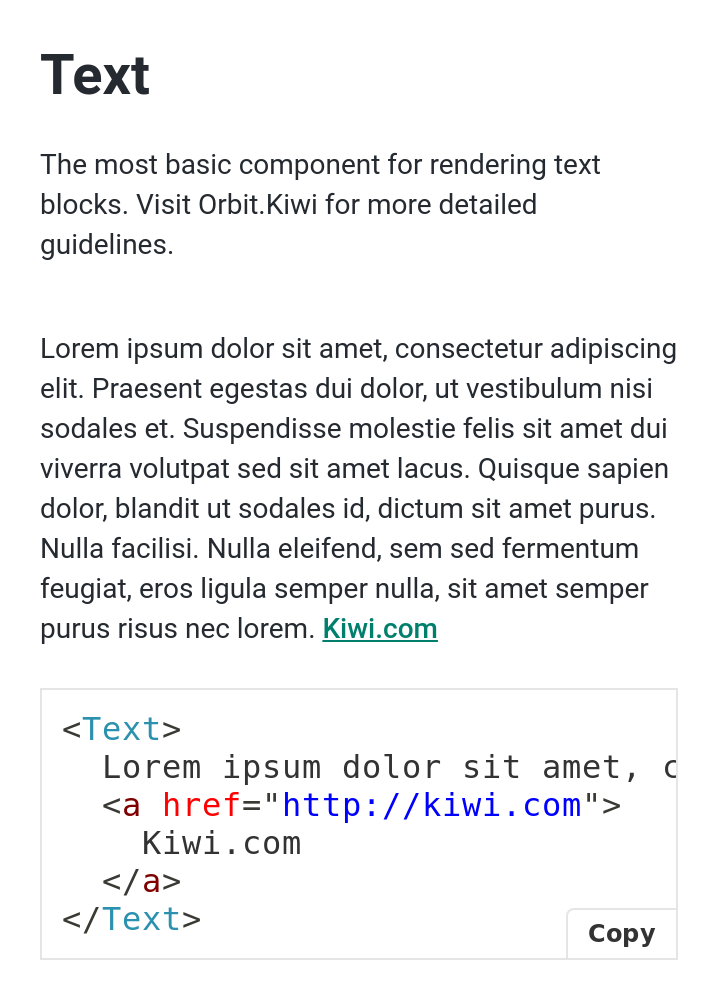 Text
The most basic component for rendering text
blocks. Visit Orbit.Kiwi for more detailed
guidelines.
Lorem ipsum dolor sit amet, consectetur adipiscing
elit. Praesent egestas dui dolor, ut vestibulum nisi
sodales et. Suspendisse molestie felis sit amet dui
viverra volutpat sed sit amet lacus. Quisque sapien
dolor, blandit ut sodales id, dictum sit amet purus.
Nulla facilisi. Nulla eleifend, sem sed fermentum
feugiat, eros ligula semper nulla, sit amet semper
purus risus nec lorem. Kiwi.com
<Text>
  Lorem ipsum dolor sit amet, c
  <a href="http://kiwi.com">
    Kiwi.com
  </a>
</Text>
Copy